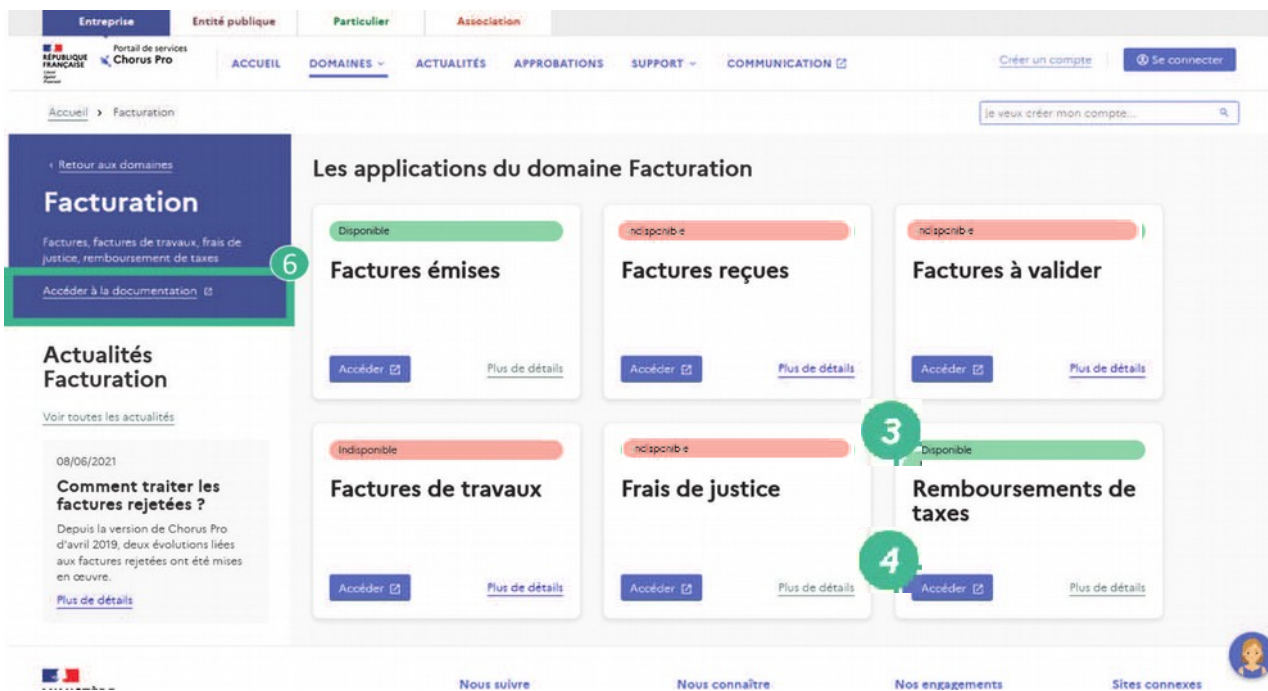 Entreprise Entité publique Particulier Association
RÉPUBLIQUE
FRANÇAISE
Portail de services
Chorus Pro
ACCUEIL DOMAINES ACTUALITÉS APPROBATIONS SUPPORT COMMUNICATION Créer un compte Se connecter
Accueil > Facturation
Je veux créer mon compte...
‹ Retour aux domaines
Facturation
Factures, factures de travaux, frais de
justice, remboursement de taxes
6
Accéder à la documentation
Actualités
Facturation
Voir toutes les actualités
08/06/2021
Comment traiter les
factures rejetées ?
Depuis la version de Chorus Pro
d'avril 2019, deux évolutions liées
aux factures rejetées ont été mises
en œuvre.
Plus de détails
Les applications du domaine Facturation
Disponible
Factures émises
Accéder Plus de détails
Factures reçues
Accéder Plus de détails
Factures à valider
Accéder Plus de détails
Indisponible
Factures de travaux
Accéder Plus de détails
Frais de justice
Accéder Plus de détails
3
Disponible
Remboursements de
taxes
4
Accéder Plus de détails
Nous suivre Nous connaître Nos engagements Sites connexes